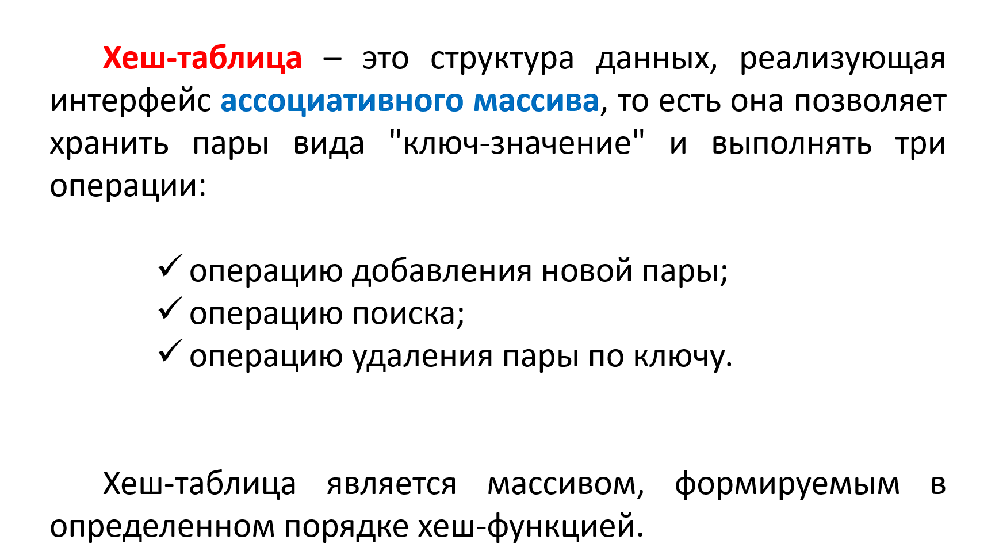 Хеш-таблица – это структура данных, реализующая
интерфейс ассоциативного массива, то есть она позволяет
хранить пары вида "ключ-значение" и выполнять три
операции:
✓ операцию добавления новой пары;
✓ операцию поиска;
✓ операцию удаления пары по ключу.
Хеш-таблица является массивом, формируемым в
определенном порядке хеш-функцией.